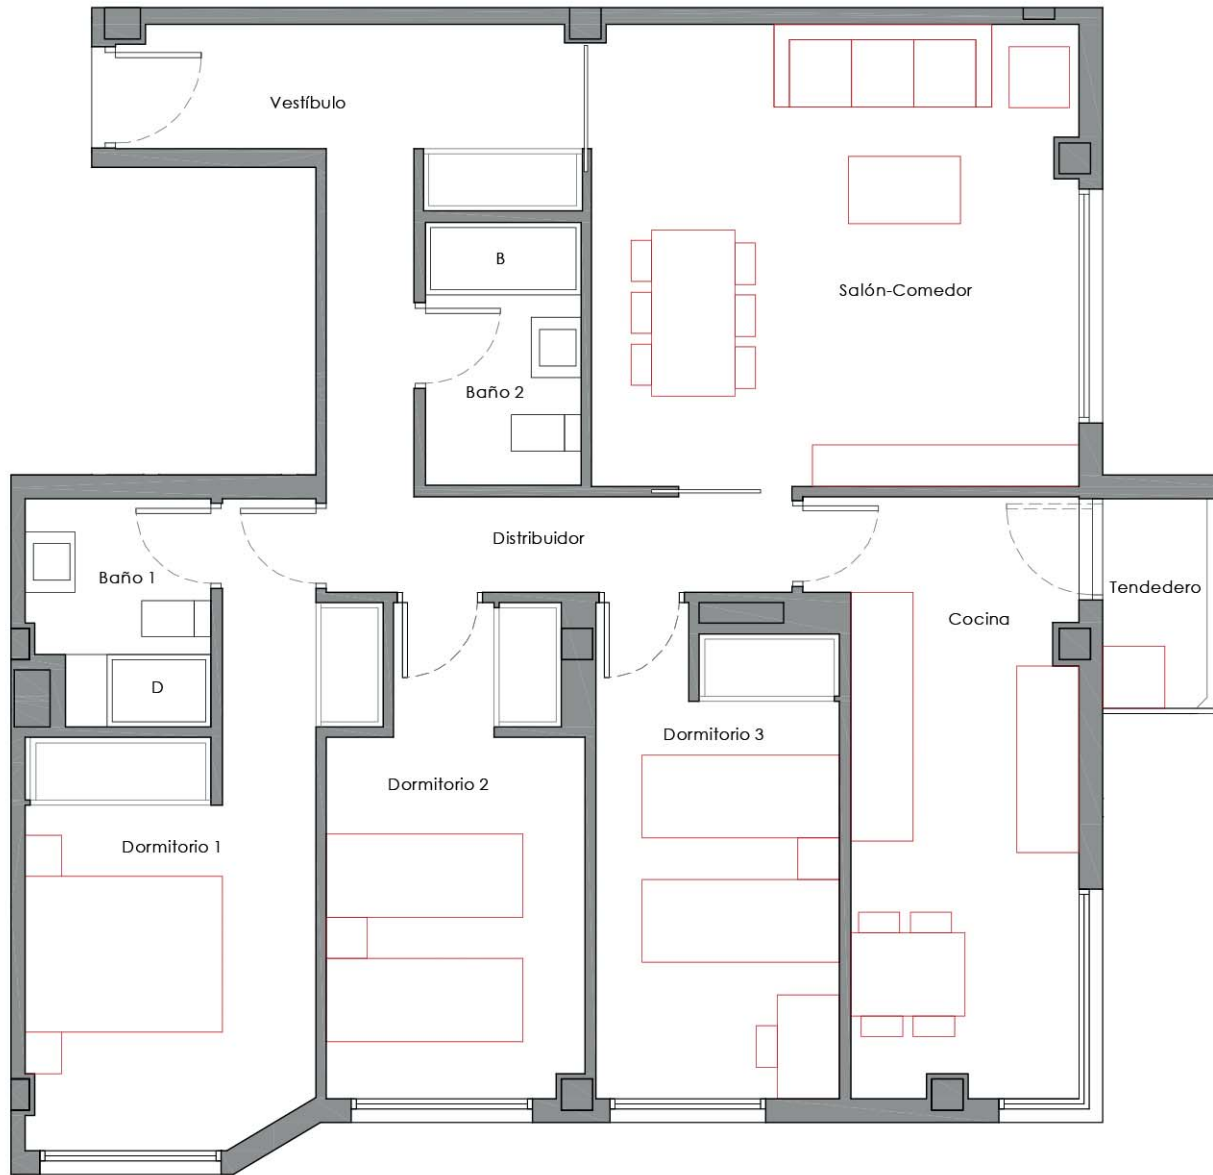 Vestíbulo
B
Salón-Comedor
Baño 2
Distribuidor
Baño 1
Tendedero
Cocina
D
Dormitorio 3
Dormitorio 2
Dormitorio 1